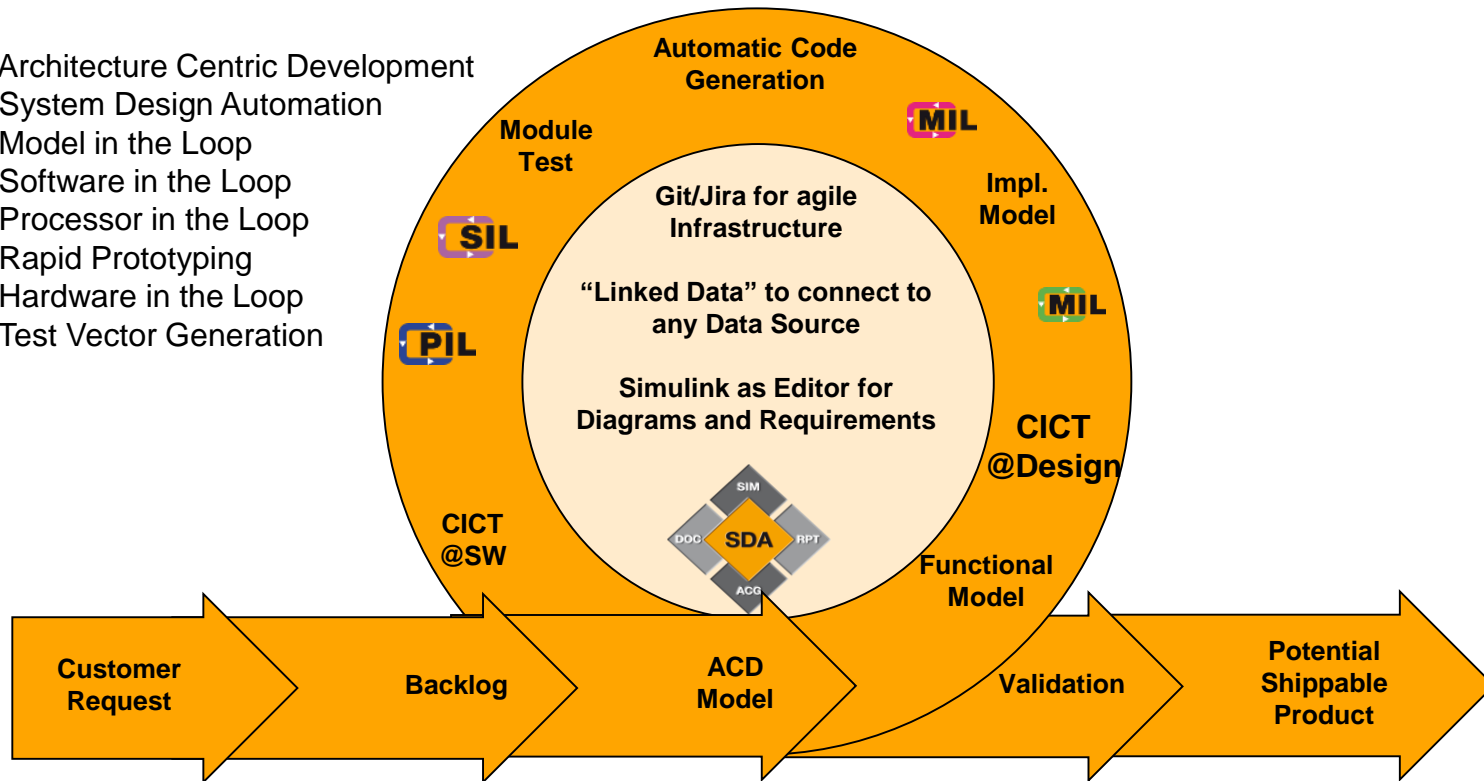 Architecture Centric Development
System Design Automation
Model in the Loop
Software in the Loop
Processor in the Loop
Rapid Prototyping
Hardware in the Loop
Test Vector Generation
Automatic Code
Generation
MIL
Module
Test
Impl.
Model
SIL
MIL
PIL
Git/Jira for agile
Infrastructure
“Linked Data” to connect to
any Data Source
Simulink as Editor for
Diagrams and Requirements
CICT
@Design
SIM
DOC
SDA
RPT
ACG
CICT
@SW
Functional
Model
Customer
Request
Backlog
ACD
Model
Validation
Potential
Shippable
Product